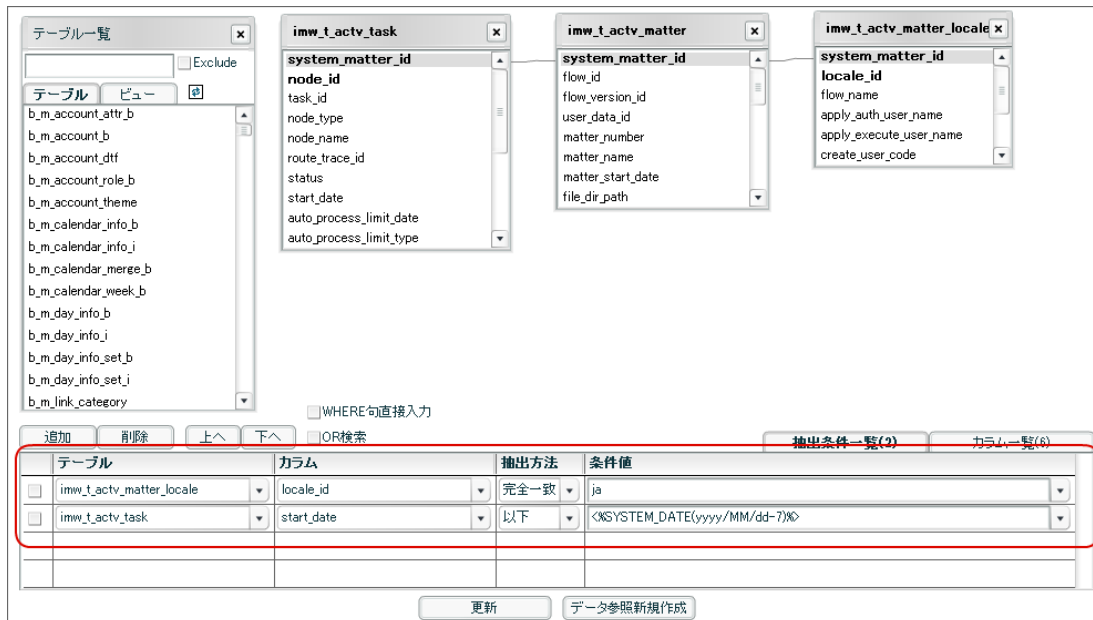 テーブル一覧
Exclude
テーブル ビュー
b_m_account_attr_b
b_m_account_b
b_m_account_dtf
b_m_account_role_b
b_m_account_theme
b_m_calendar_info_b
b_m_calendar_info_i
b_m_calendar_merge_b
b_m_calendar_week_b
b_m_day_info_b
b_m_day_info_i
b_m_day_info_set_b
b_m_day_info_set_i
b_m_link_category
imw_t_actv_task
system_matter_id
node_id
task_id
node_type
node_name
route_trace_id
status
start_date
auto_process_limit_date
auto_process_limit_type
imw_t_actv_matter
system_matter_id
flow_id
flow_version_id
user_data_id
matter_number
matter_name
matter_start_date
file_dir_path
imw_t_actv_matter_locale
system_matter_id
locale_id
flow_name
apply_auth_user_name
apply_execute_user_name
create_user_code
WHERE句直接入力
追加 削除 上へ 下へ OR検索 抽出条件一覧(2) カラム一覧(6)
テーブル カラム 抽出方法 条件値
imw_t_actv_matter_locale locale_id 完全一致 ja
imw_t_actv_task start_date 以下 <%SYSTEM_DATE(yyyy/MM/dd-7)%>
更新 データ参照新規作成